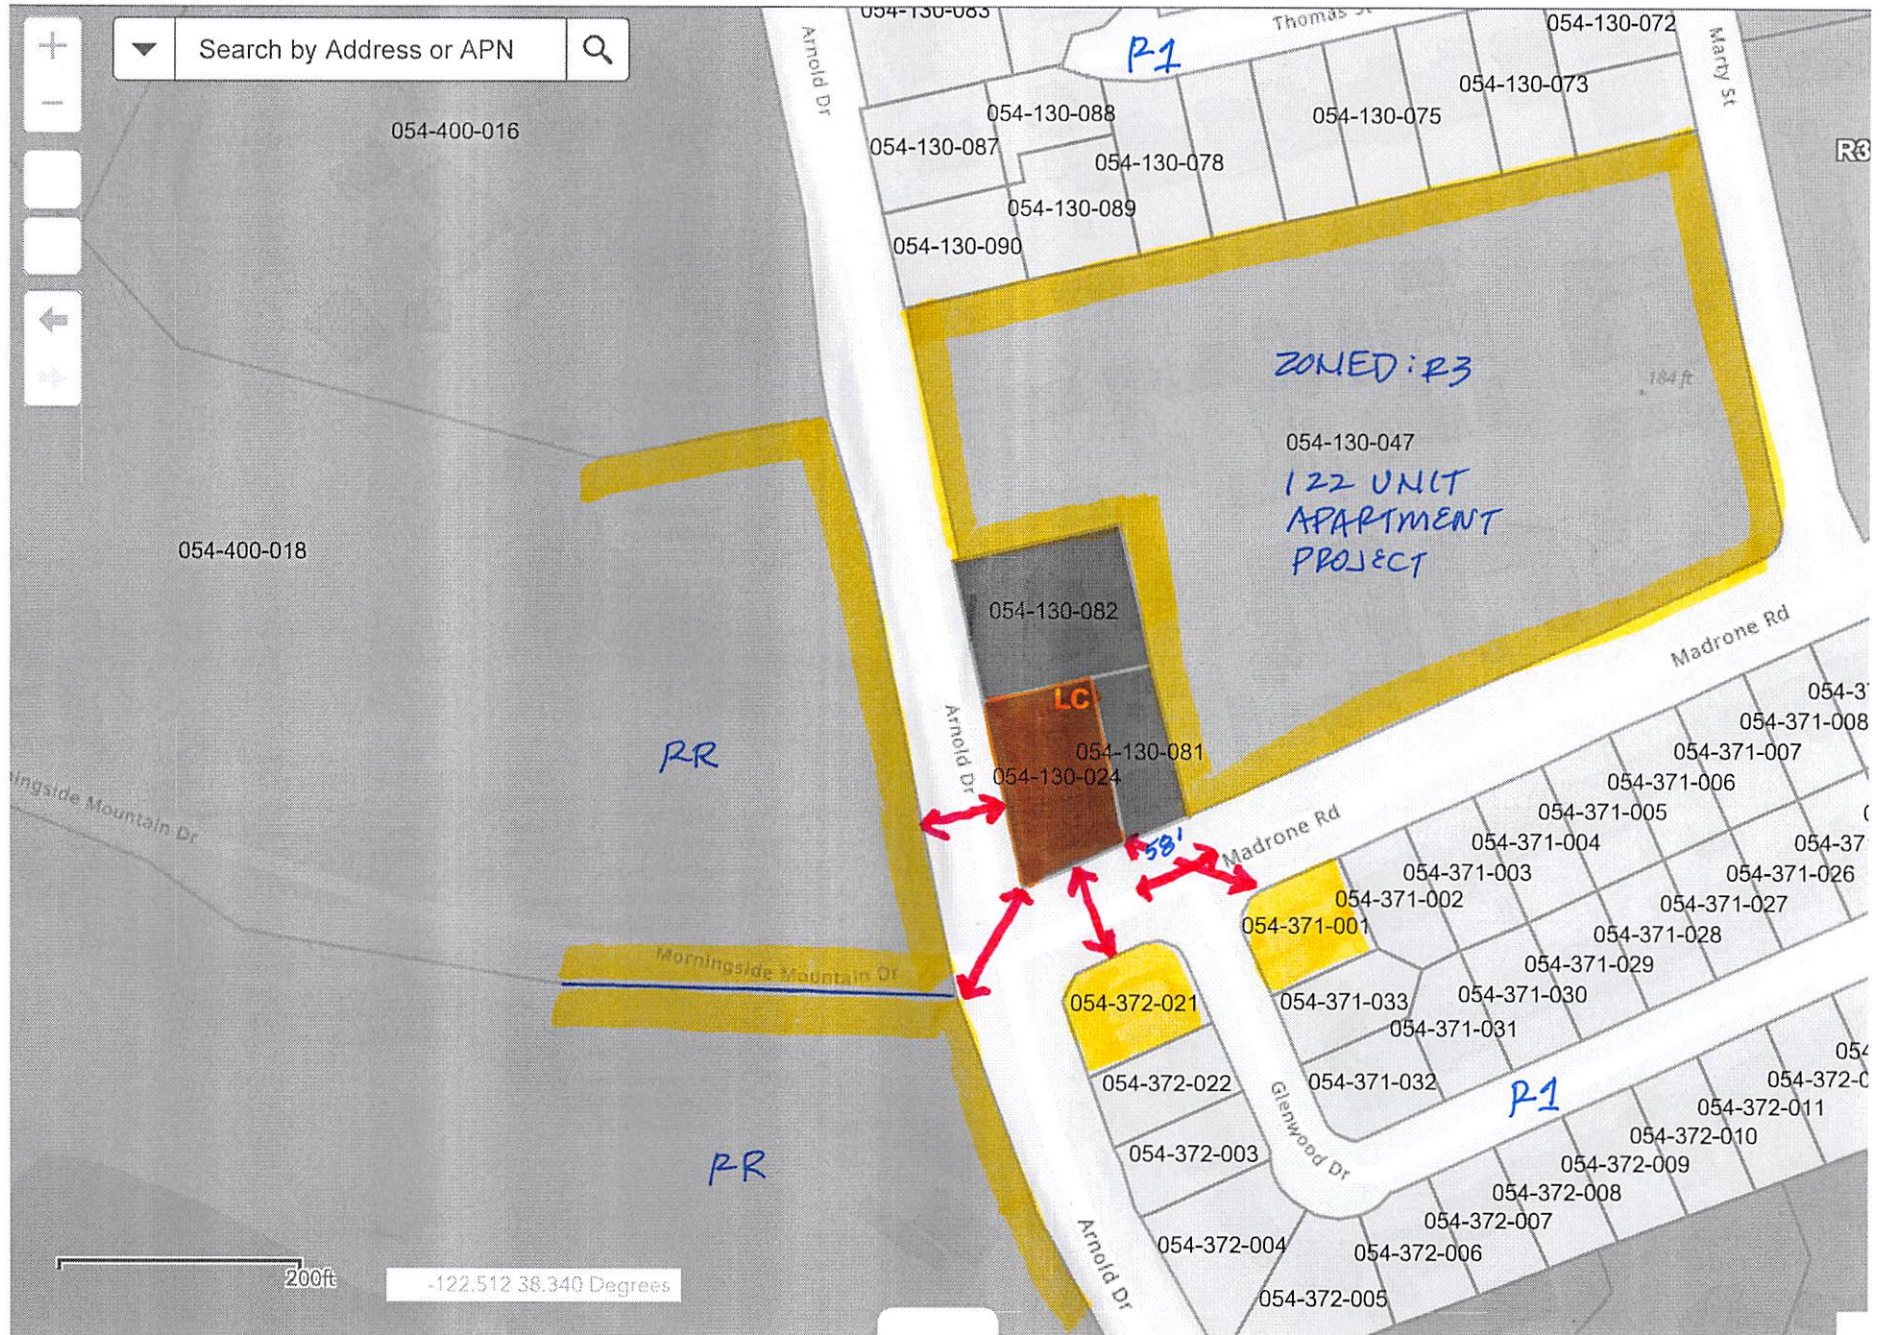 Search by Address or APN
054-130-083
Thomas St
054-130-072
R1
Arnold Dr
Marty St
054-130-073
054-130-088
054-130-075
054-400-016
054-130-087
054-130-078
R3
054-130-089
054-130-090
ZONED: R3
184 ft
054-130-047
122 UNIT
APARTMENT
PROJECT
054-400-018
054-130-082
Madrone Rd
LC
Arnold Dr
RR
054-130-081
054-130-024
054-37
054-371-008
054-371-007
054-371-006
054-371-005
054-371-004
054-371-003
054-371-002
054-371-001
58'
Madrone Rd
ingside Mountain Dr
054-37
054-371-026
054-371-027
054-371-028
054-371-029
054-371-030
054-371-031
054-371-033
054-371-032
Morningside Mountain Dr
054-372-021
054-372-022
054-372-003
Glenwood Dr
R1
054
054-372-0
054-372-011
054-372-010
054-372-009
054-372-008
054-372-007
054-372-006
RR
054-372-004
054-372-005
Arnold Dr
200ft
-122.512 38.340 Degrees